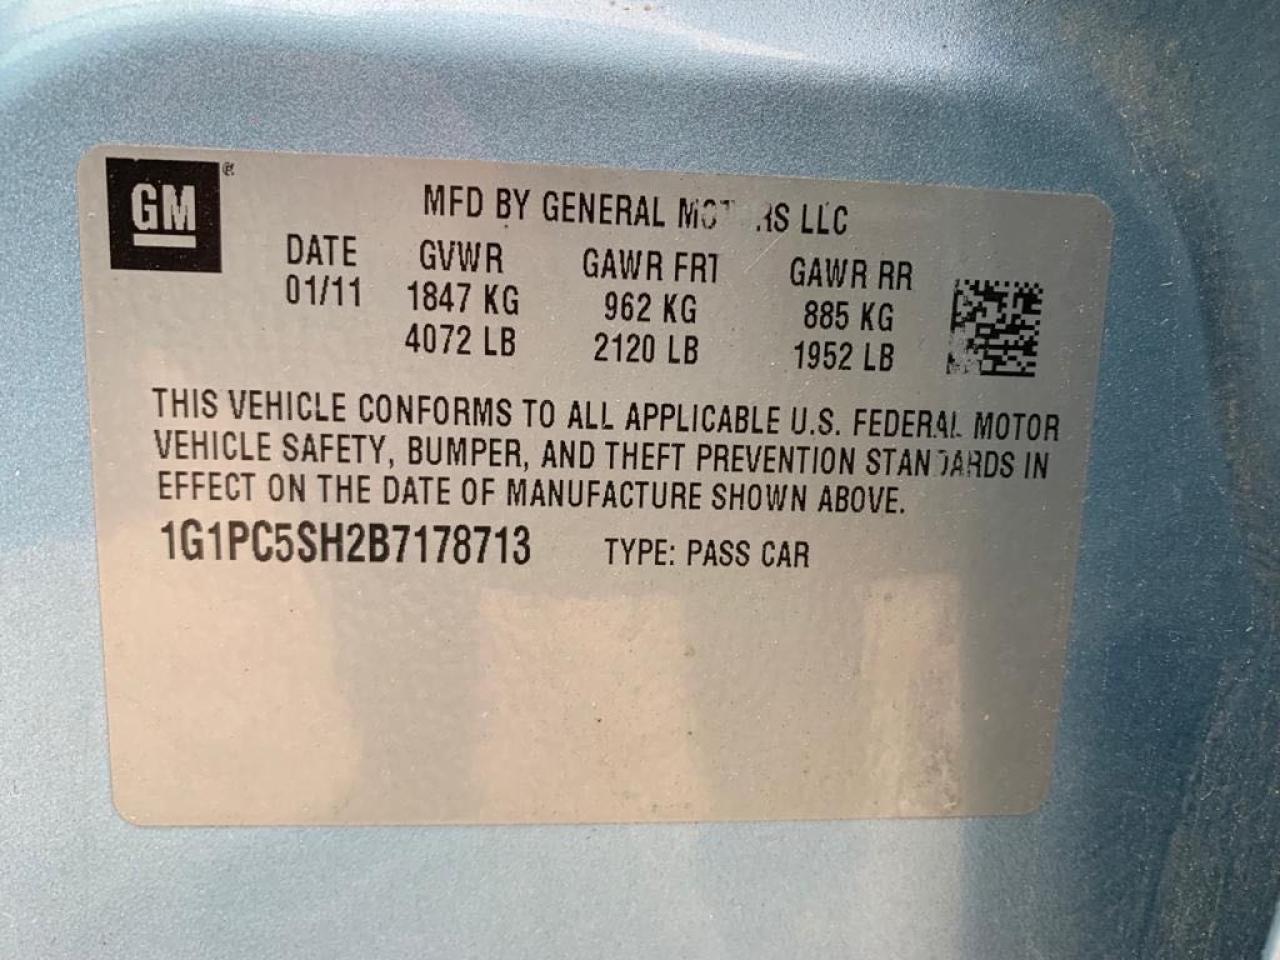 GM ®
MFD BY GENERAL MOTORS LLC
DATE GVWR GAWR FRT GAWR RR
01/11 1847 KG 962 KG 885 KG
4072 LB 2120 LB 1952 LB
THIS VEHICLE CONFORMS TO ALL APPLICABLE U.S. FEDERAL MOTOR
VEHICLE SAFETY, BUMPER, AND THEFT PREVENTION STANDARDS IN
EFFECT ON THE DATE OF MANUFACTURE SHOWN ABOVE.
1G1PC5SH2B7178713 TYPE: PASS CAR